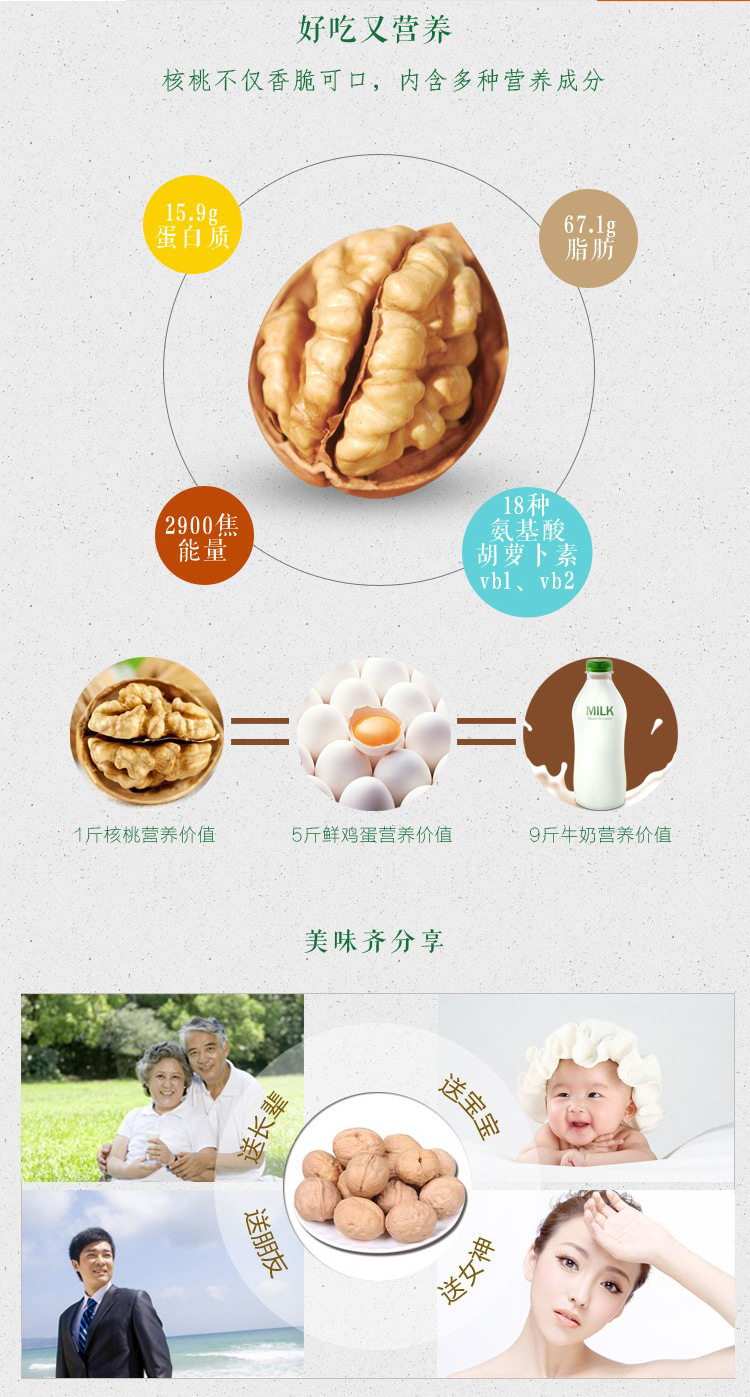 好吃又营养
核桃不仅香脆可口，内含多种营养成分
15.9g
蛋白质
67.1g
脂肪
2900焦
能量
18种
氨基酸
胡萝卜素
vb1、vb2
MILK
1斤核桃营养价值
5斤鲜鸡蛋营养价值
9斤牛奶营养价值
美味齐分享
送长辈
送宝宝
送朋友
送女神